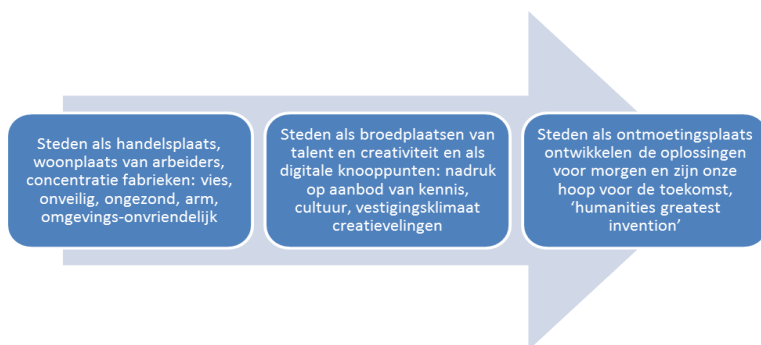 Steden als handelsplaats,
woonplaats van arbeiders,
concentratie fabrieken: vies,
onveilig, ongezond, arm,
omgevings-onvriendelijk
Steden als broedplaatsen van
talent en creativiteit en als
digitale knooppunten: nadruk
op aanbod van kennis,
cultuur, vestigingsklimaat
creatievelingen
Steden als ontmoetingsplaats
ontwikkelen de oplossingen
voor morgen en zijn onze
hoop voor de toekomst,
‘humanities greatest
invention’